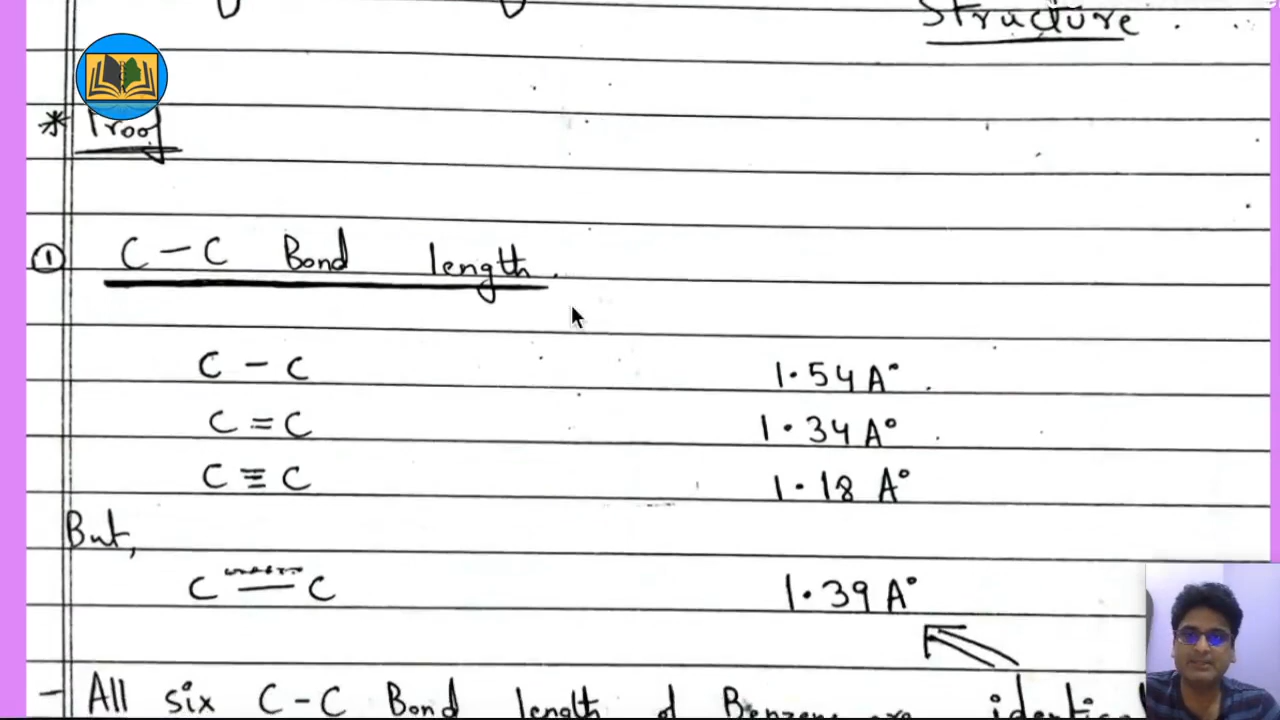 Structure .
* Proof
① C - C Bond length .
C - C 1.54 A°
C = C 1.34 A°
C ≡ C 1.18 A°
But,
C C 1.39 A°
- All six C-C Bond length of Benzene are identical